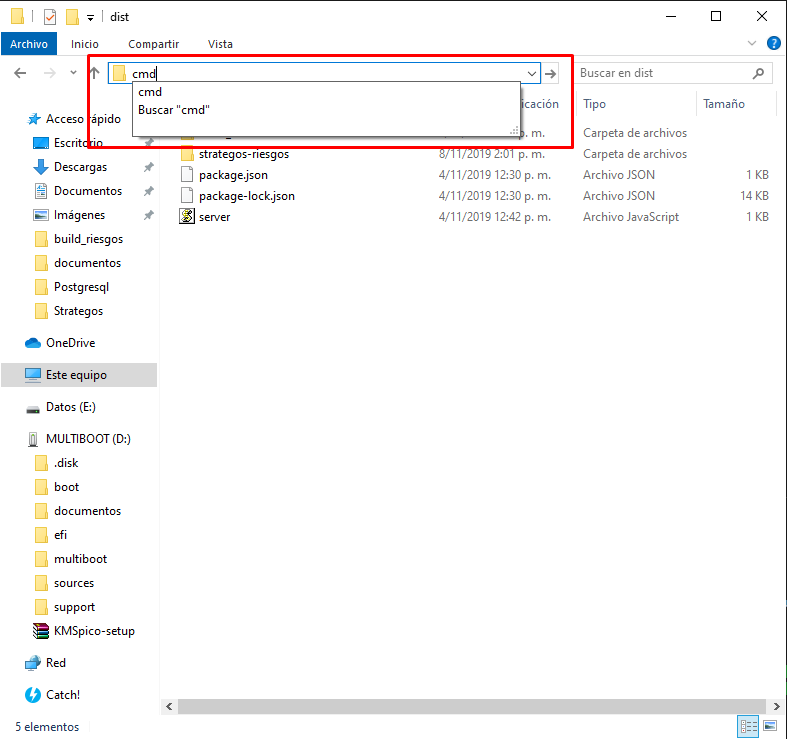 dist
Archivo Inicio Compartir Vista
cmd Buscar en dist
cmd
Buscar "cmd"
Tipo Tamaño
p. m. Carpeta de archivos
strategos-riesgos 8/11/2019 2:01 p. m. Carpeta de archivos
package.json 4/11/2019 12:30 p. m. Archivo JSON 1 KB
package-lock.json 4/11/2019 12:30 p. m. Archivo JSON 14 KB
server 4/11/2019 12:42 p. m. Archivo JavaScript 1 KB
Acceso rápido
Escritorio
Descargas
Documentos
Imágenes
build_riesgos
documentos
Postgresql
Strategos
OneDrive
Este equipo
Datos (E:)
MULTIBOOT (D:)
.disk
boot
documentos
efi
multiboot
sources
support
KMSpico-setup
Red
Catch!
5 elementos